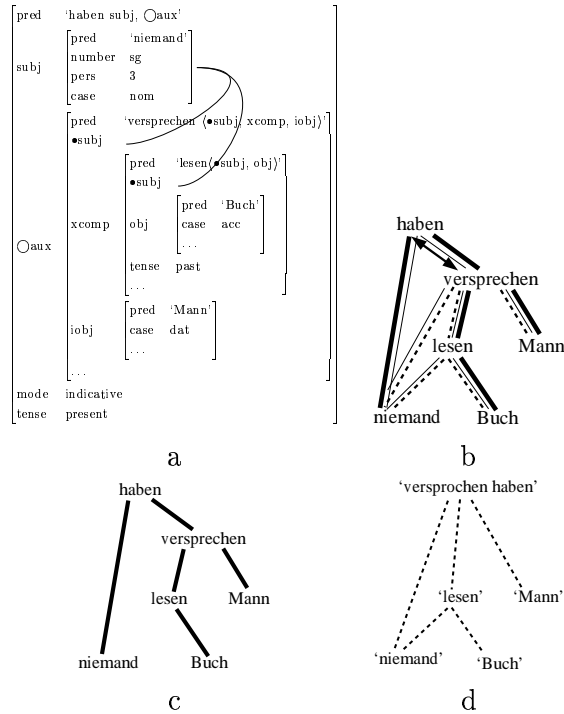 pred ‘haben subj, ◯aux’
pred ‘niemand’
number sg
subj
pers 3
case nom
pred ‘versprechen ⟨●subj, xcomp, iobj⟩’
●subj
pred ‘lesen⟨●subj, obj⟩’
●subj
pred ‘Buch’
xcomp obj case acc
...
◯aux
tense past
...
pred ‘Mann’
iobj case dat
...
...
mode indicative
tense present
a
haben
versprechen
lesen Mann
niemand Buch
b
haben
versprechen
lesen Mann
niemand Buch
c
‘versprochen haben’
‘lesen’ ‘Mann’
‘niemand’ ‘Buch’
d